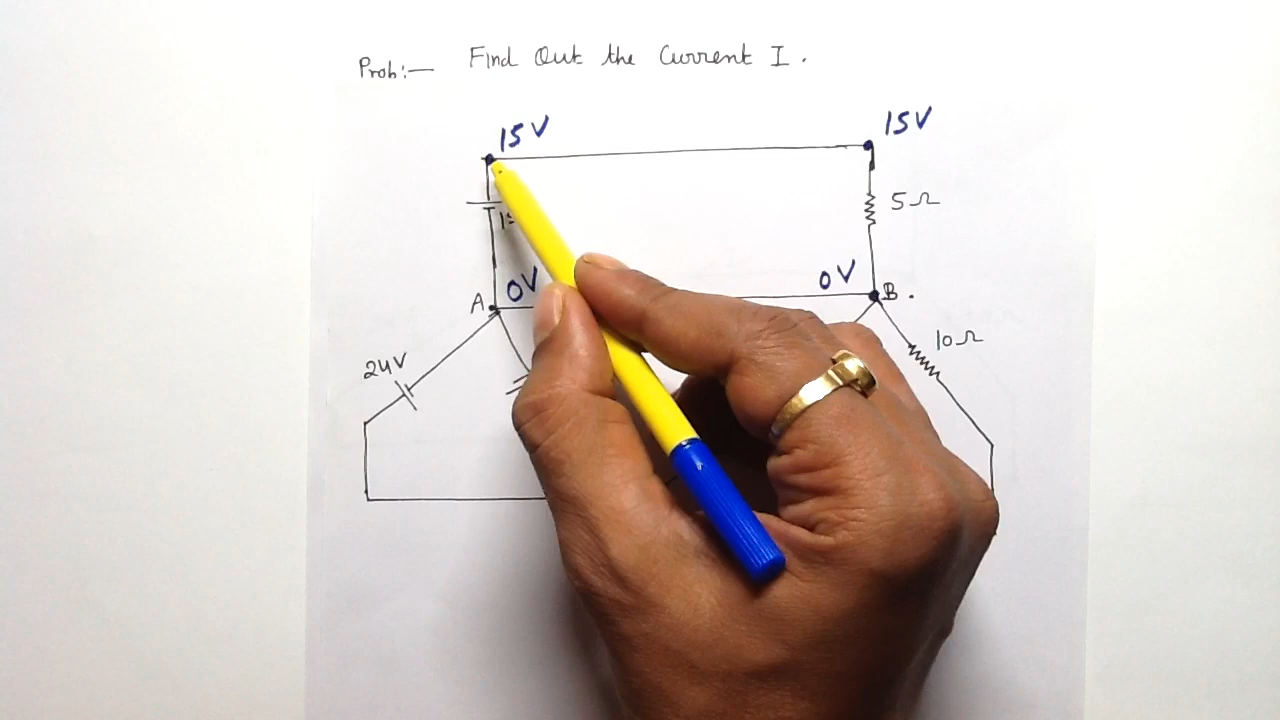 Prob:— Find Out the Current I.
15V 15V
5Ω
0V 0V
A B.
24V 10Ω